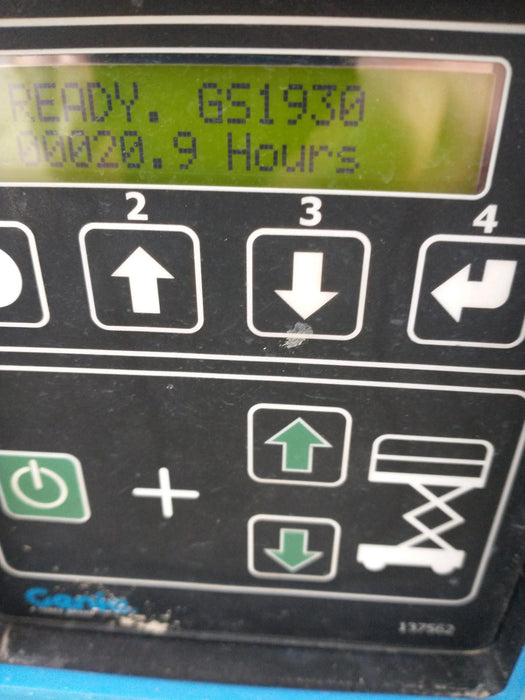 READY. GS1930
00020.9 Hours
2 3 4
Genie
137562